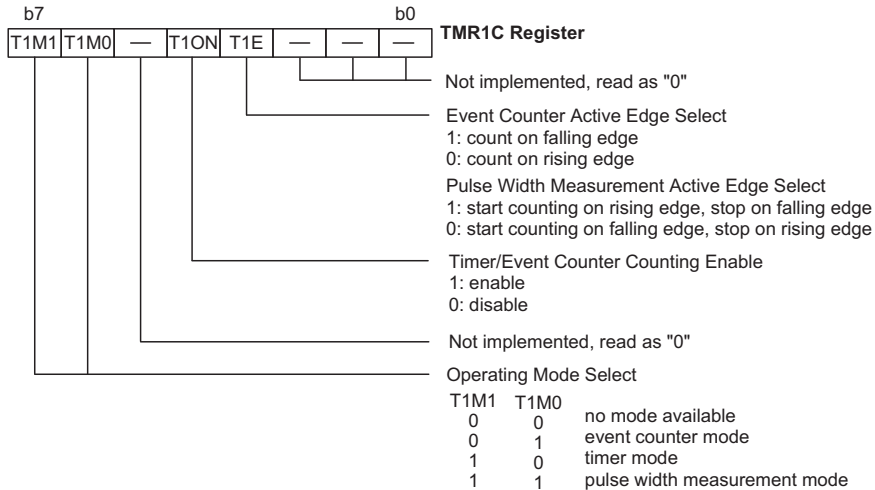 b7 b0
TMR1C Register
T1M1 T1M0 — T1ON T1E — — —
Not implemented, read as "0"
Event Counter Active Edge Select
1: count on falling edge
0: count on rising edge
Pulse Width Measurement Active Edge Select
1: start counting on rising edge, stop on falling edge
0: start counting on falling edge, stop on rising edge
Timer/Event Counter Counting Enable
1: enable
0: disable
Not implemented, read as "0"
Operating Mode Select
T1M1 T1M0
0 0 no mode available
0 1 event counter mode
1 0 timer mode
1 1 pulse width measurement mode